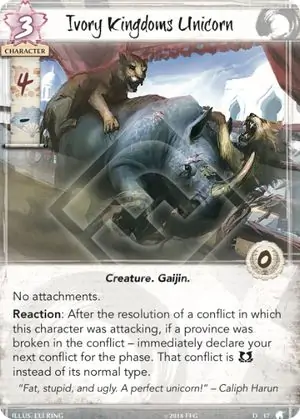 3
Ivory Kingdoms Unicorn
CHARACTER
4
-
0
Creature. Gaijin.
No attachments.
Reaction: After the resolution of a conflict in which
this character was attacking, if a province was
broken in the conflict – immediately declare your
next conflict for the phase. That conflict is
instead of its normal type.
“Fat, stupid, and ugly. A perfect unicorn!” – Caliph Harun
ILLUS. ELI RING
©2018 FFG